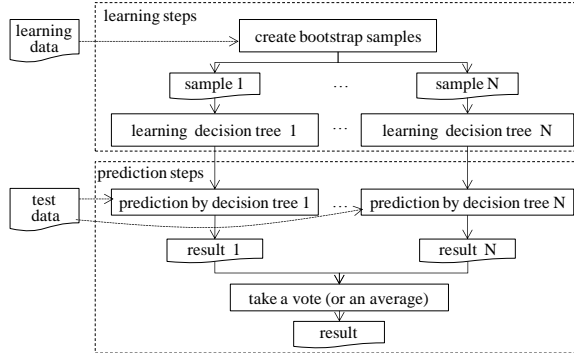 learning steps
learning
data
create bootstrap samples
sample 1 ... sample N
learning decision tree 1 ... learning decision tree N
prediction steps
test
data
prediction by decision tree 1 ... prediction by decision tree N
result 1 result N
take a vote (or an average)
result